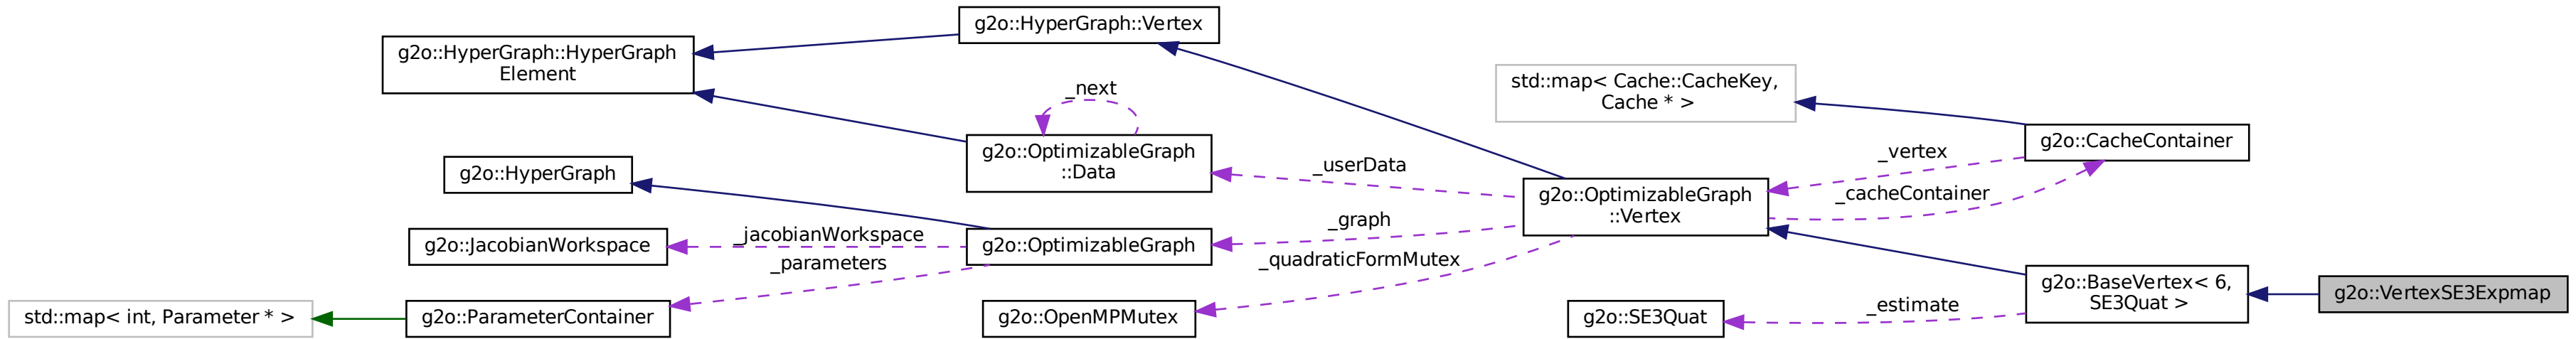 g2o::HyperGraph::Vertex
g2o::HyperGraph::HyperGraph
Element
std::map< Cache::CacheKey,
Cache * >
_next
g2o::CacheContainer
g2o::OptimizableGraph
::Data
_vertex
_userData
g2o::HyperGraph
_cacheContainer
g2o::OptimizableGraph
::Vertex
_graph
_jacobianWorkspace
g2o::JacobianWorkspace
g2o::OptimizableGraph
_quadraticFormMutex
_parameters
g2o::BaseVertex< 6,
SE3Quat >
g2o::VertexSE3Expmap
_estimate
std::map< int, Parameter * >
g2o::ParameterContainer
g2o::OpenMPMutex
g2o::SE3Quat